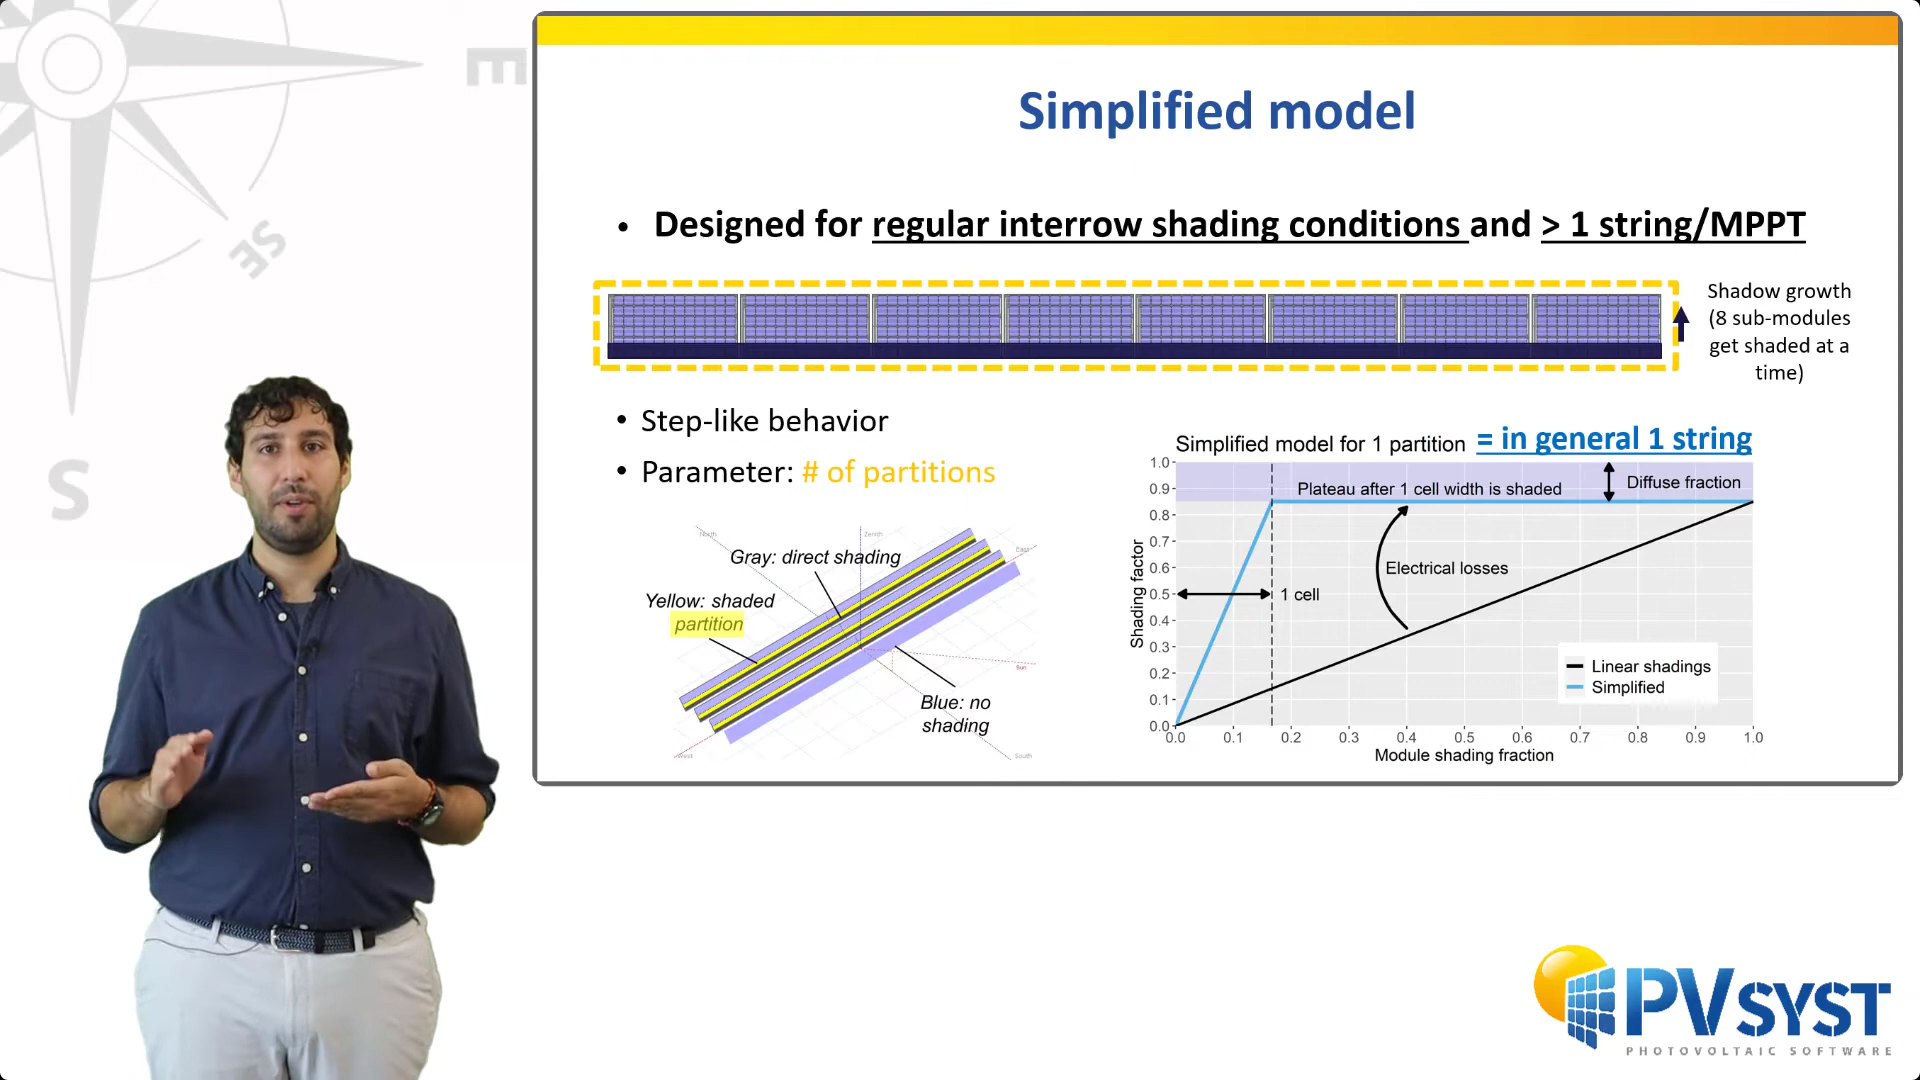 E
SE
S
Simplified model
• Designed for regular interrow shading conditions and > 1 string/MPPT
Shadow growth
(8 sub-modules
get shaded at a
time)
• Step-like behavior
• Parameter: # of partitions
North
Zenith
East
Gray: direct shading
Yellow: shaded
partition
Sun
Blue: no
shading
West
South
Simplified model for 1 partition = in general 1 string
1.0
0.9
0.8
0.7
0.6
0.5
0.4
0.3
0.2
0.1
0.0
Shading factor
Plateau after 1 cell width is shaded
Diffuse fraction
Electrical losses
1 cell
Linear shadings
Simplified
0.0 0.1 0.2 0.3 0.4 0.5 0.6 0.7 0.8 0.9 1.0
Module shading fraction
PVSYST
PHOTOVOLTAIC SOFTWARE